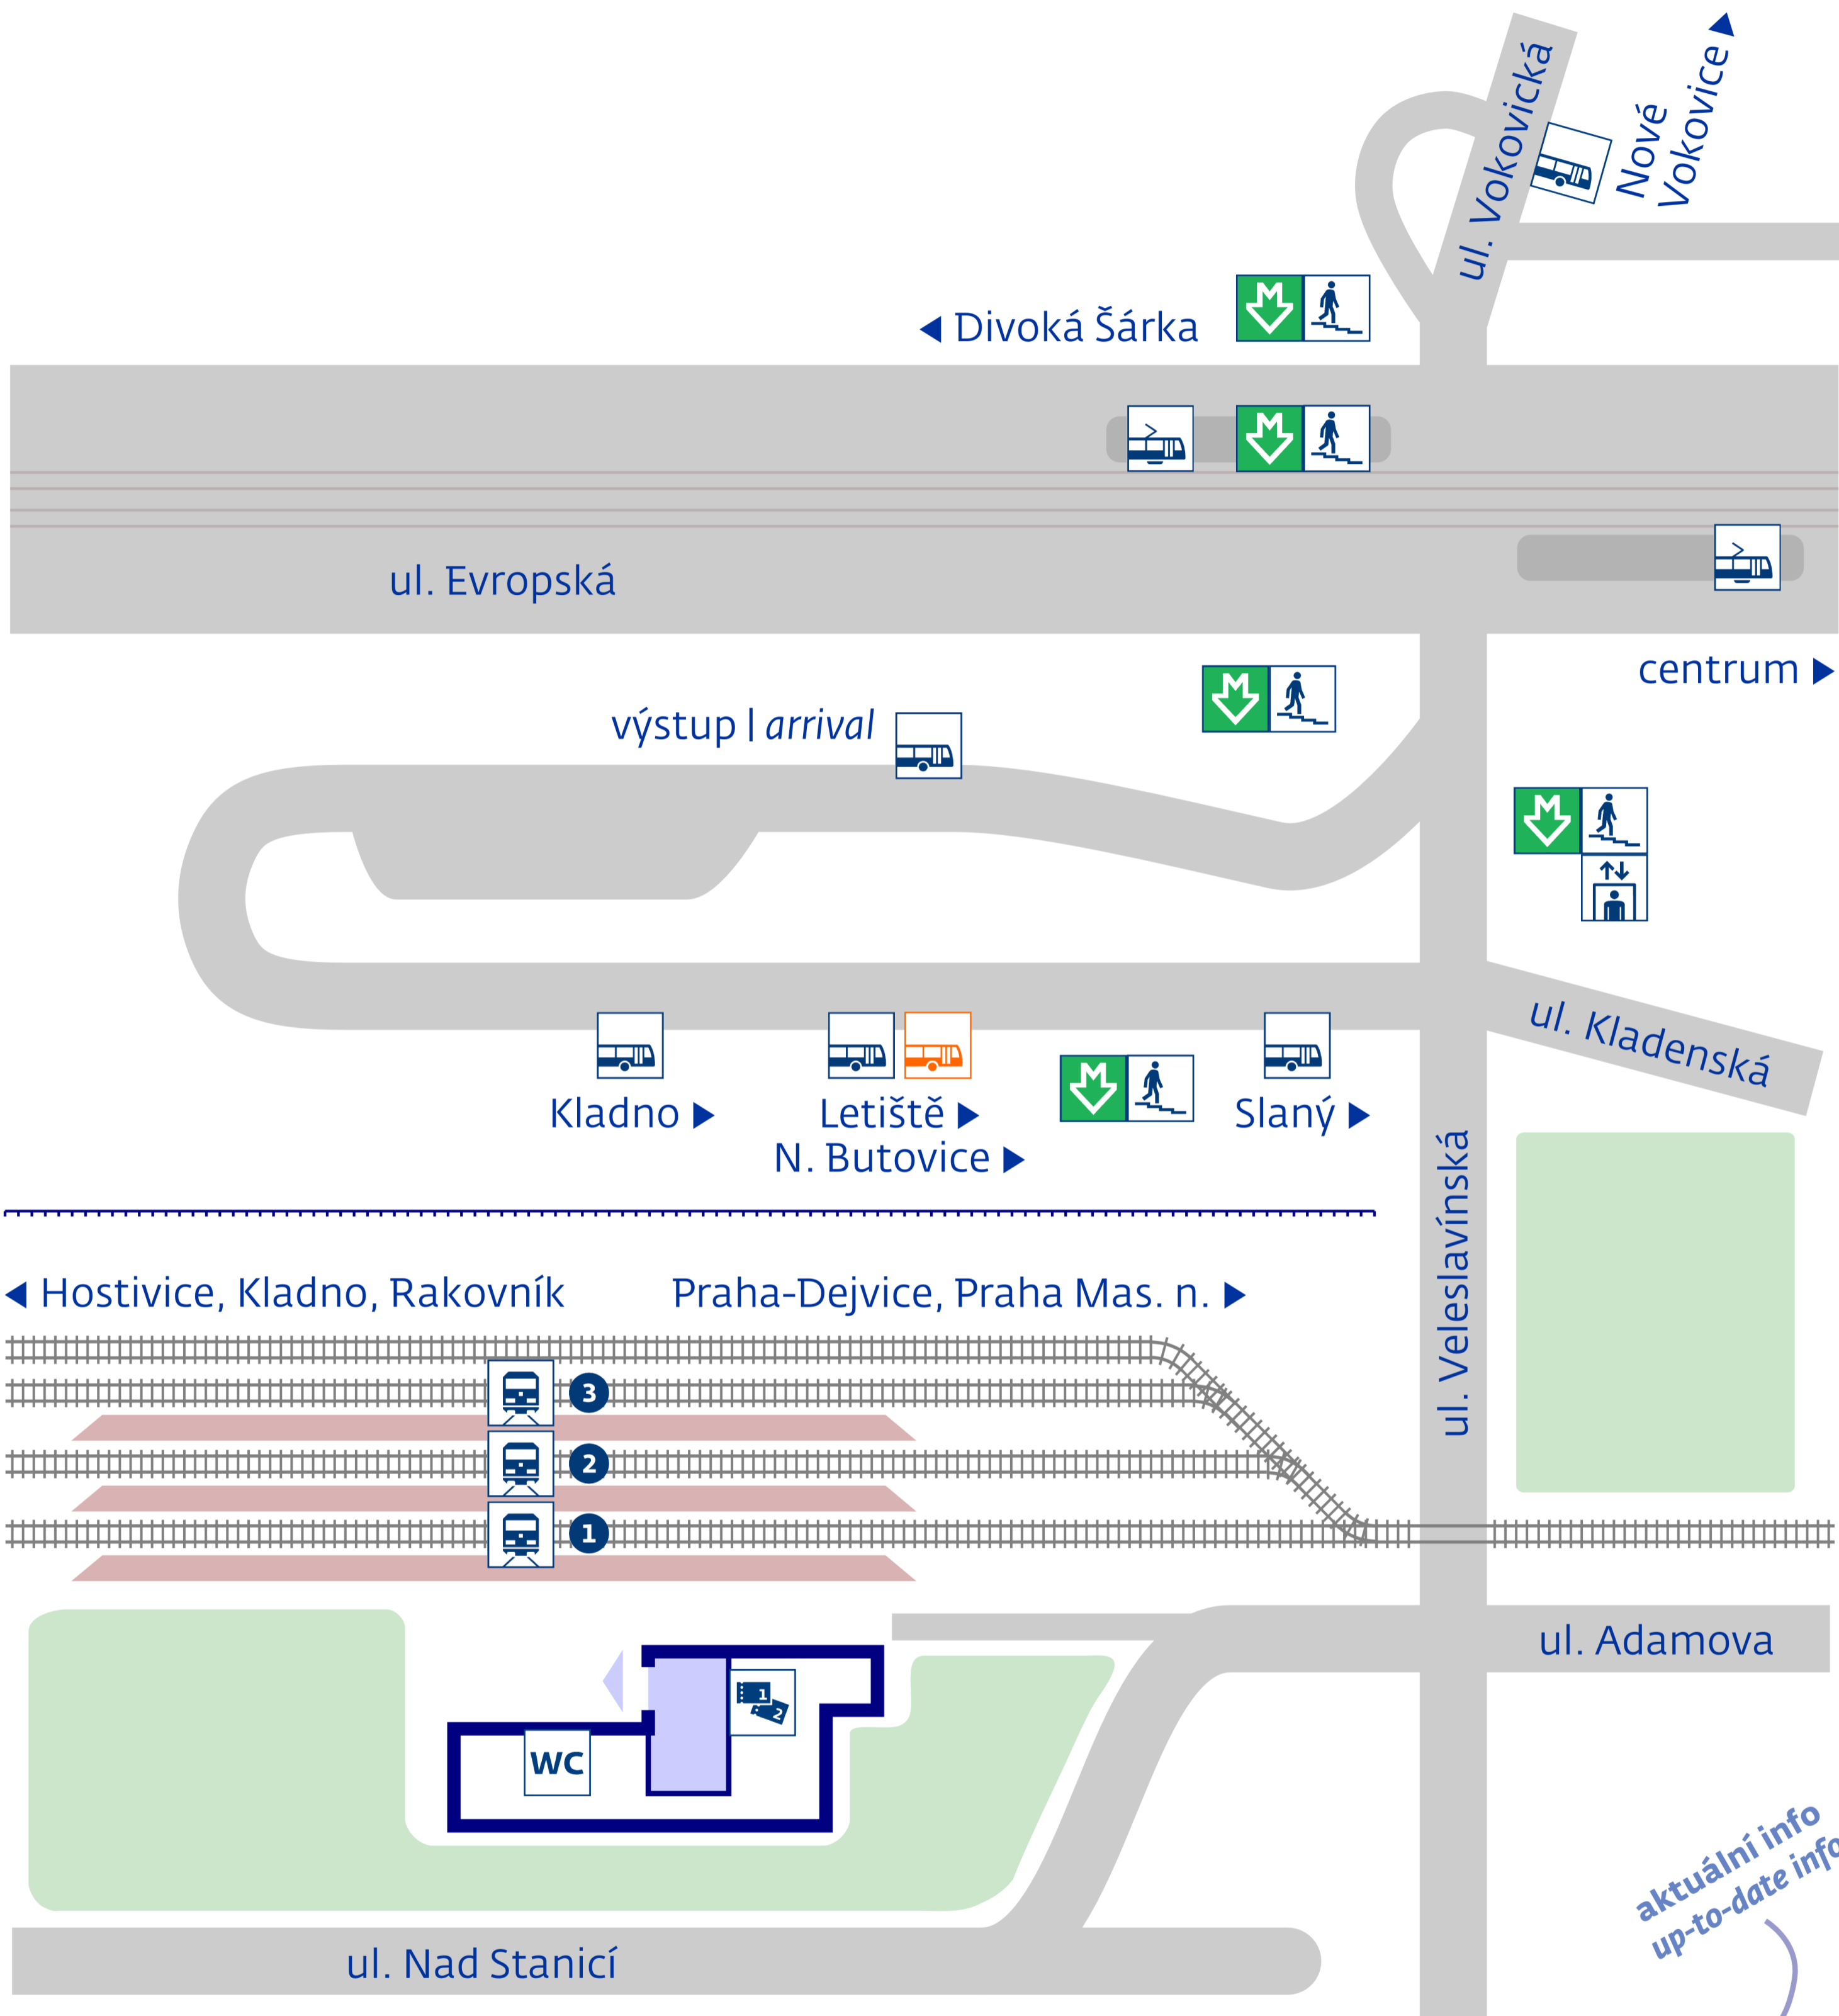 ul. Vokovická
Nové
Vokovice
Divoká Šárka
ul. Evropská
centrum
výstup | arrival
ul. Kladenská
Kladno
Letiště
N. Butovice
Slaný
ul. Veleslavínská
Hostivice, Kladno, Rakovník
Praha-Dejvice, Praha Mas. n.
3
2
1
ul. Adamova
1
2
WC
aktuální info
up-to-date info
ul. Nad Stanicí